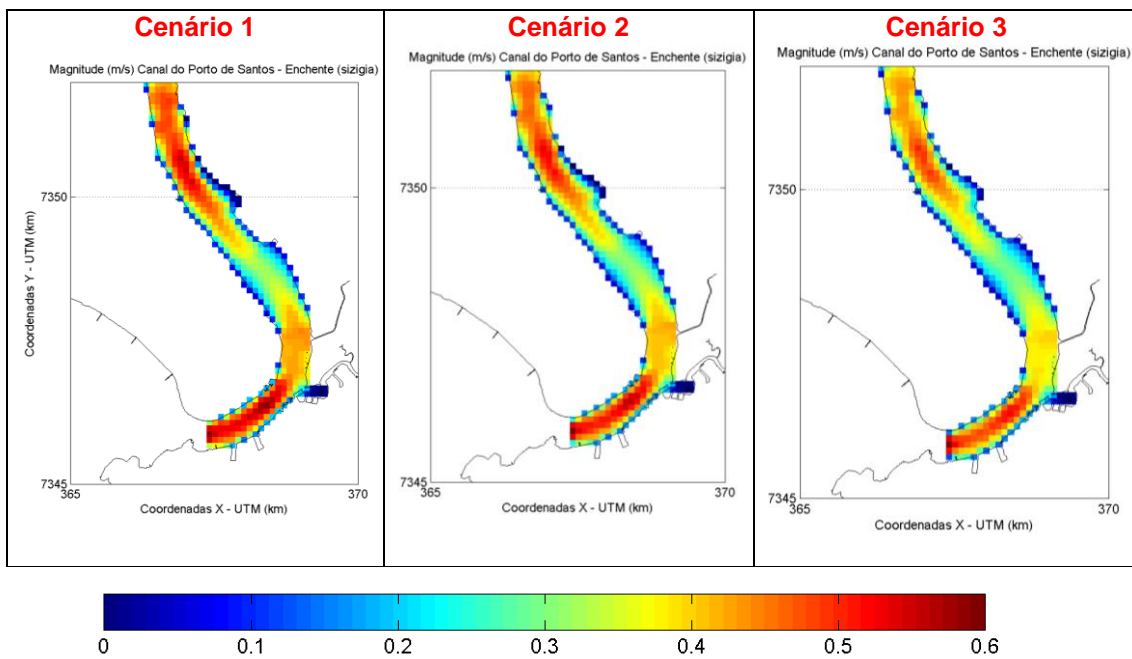 Cenário 1
Magnitude (m/s) Canal do Porto de Santos - Enchente (sizigia)
7350
7345
365
370
Coordenadas Y - UTM (km)
Coordenadas X - UTM (km)
Cenário 2
Magnitude (m/s) Canal do Porto de Santos - Enchente (sizigia)
7350
7345
365
370
Coordenadas X - UTM (km)
Cenário 3
Magnitude (m/s) Canal do Porto de Santos - Enchente (sizigia)
7350
7345
365
370
Coordenadas X - UTM (km)
0 0.1 0.2 0.3 0.4 0.5 0.6